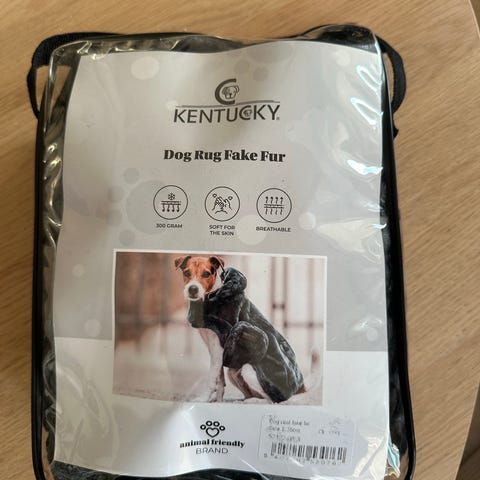 KENTUCKY
Dog Rug Fake Fur
300 GRAM
SOFT FOR
THE SKIN
BREATHABLE
animal friendly
BRAND